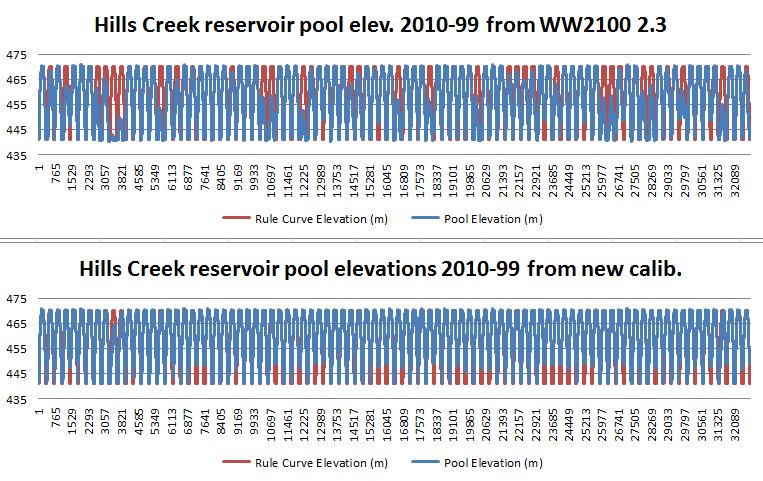 Hills Creek reservoir pool elev. 2010-99 from WW2100 2.3
475
465
455
445
435
1 765 1529 2293 3057 3821 4585 5349 6113 6877 7641 8405 9169 9933 10697 11461 12225 12989 13753 14517 15281 16045 16809 17573 18337 19101 19865 20629 21393 22157 22921 23685 24449 25213 25977 26741 27505 28269 29033 29797 30561 31325 32089
Rule Curve Elevation (m) Pool Elevation (m)
Hills Creek reservoir pool elevations 2010-99 from new calib.
475
465
455
445
435
1 765 1529 2293 3057 3821 4585 5349 6113 6877 7641 8405 9169 9933 10697 11461 12225 12989 13753 14517 15281 16045 16809 17573 18337 19101 19865 20629 21393 22157 22921 23685 24449 25213 25977 26741 27505 28269 29033 29797 30561 31325 32089
Rule Curve Elevation (m) Pool Elevation (m)